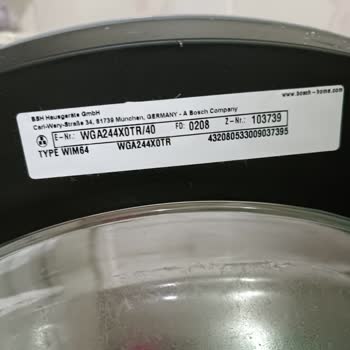 BSH Hausgeräte GmbH
www.bosch-home.com
Carl-Wery-Straße 34, 81739 München, GERMANY - A Bosch Company
E-Nr.: WGA244X0TR/40 FD: 0208 Z-Nr.: 103739
TYPE WIM64 WGA244X0TR 432080533009037395